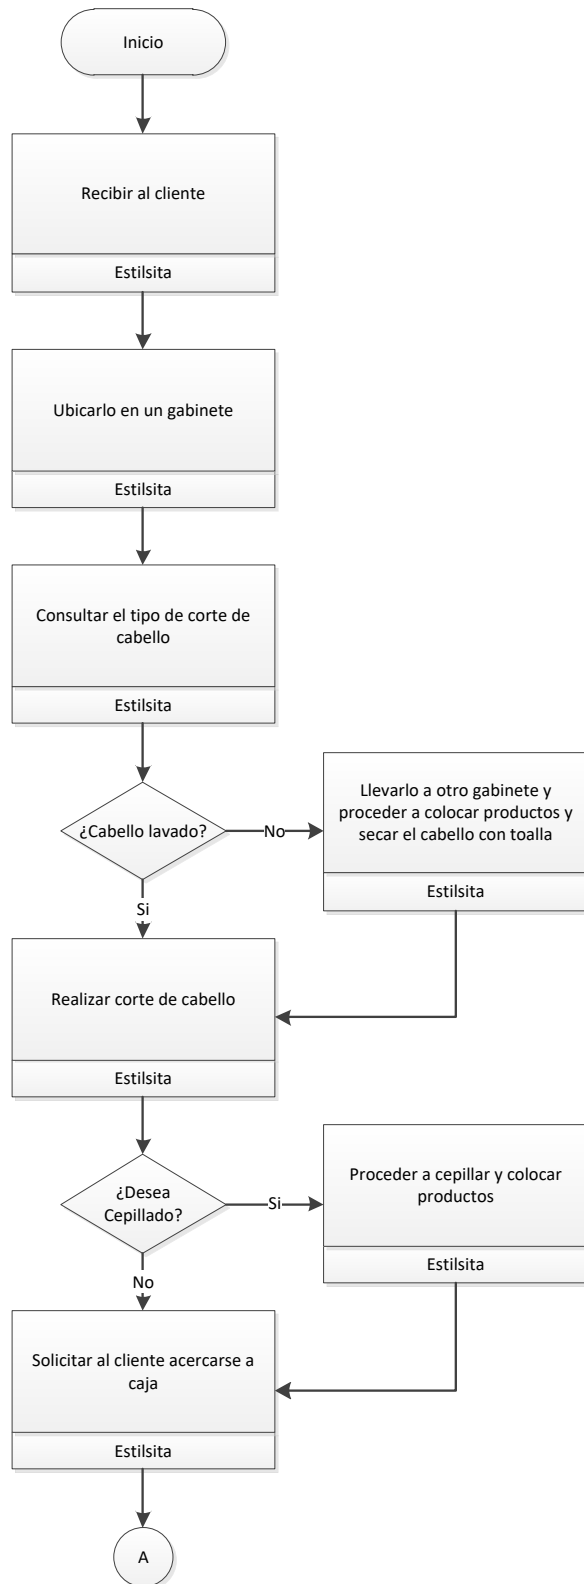 Inicio
Recibir al cliente
Estilsita
Ubicarlo en un gabinete
Estilsita
Consultar el tipo de corte de
cabello
Estilsita
¿Cabello lavado?
No
Llevarlo a otro gabinete y
proceder a colocar productos y
secar el cabello con toalla
Estilsita
Si
Realizar corte de cabello
Estilsita
¿Desea
Cepillado?
Si
Proceder a cepillar y colocar
productos
Estilsita
No
Solicitar al cliente acercarse a
caja
Estilsita
A